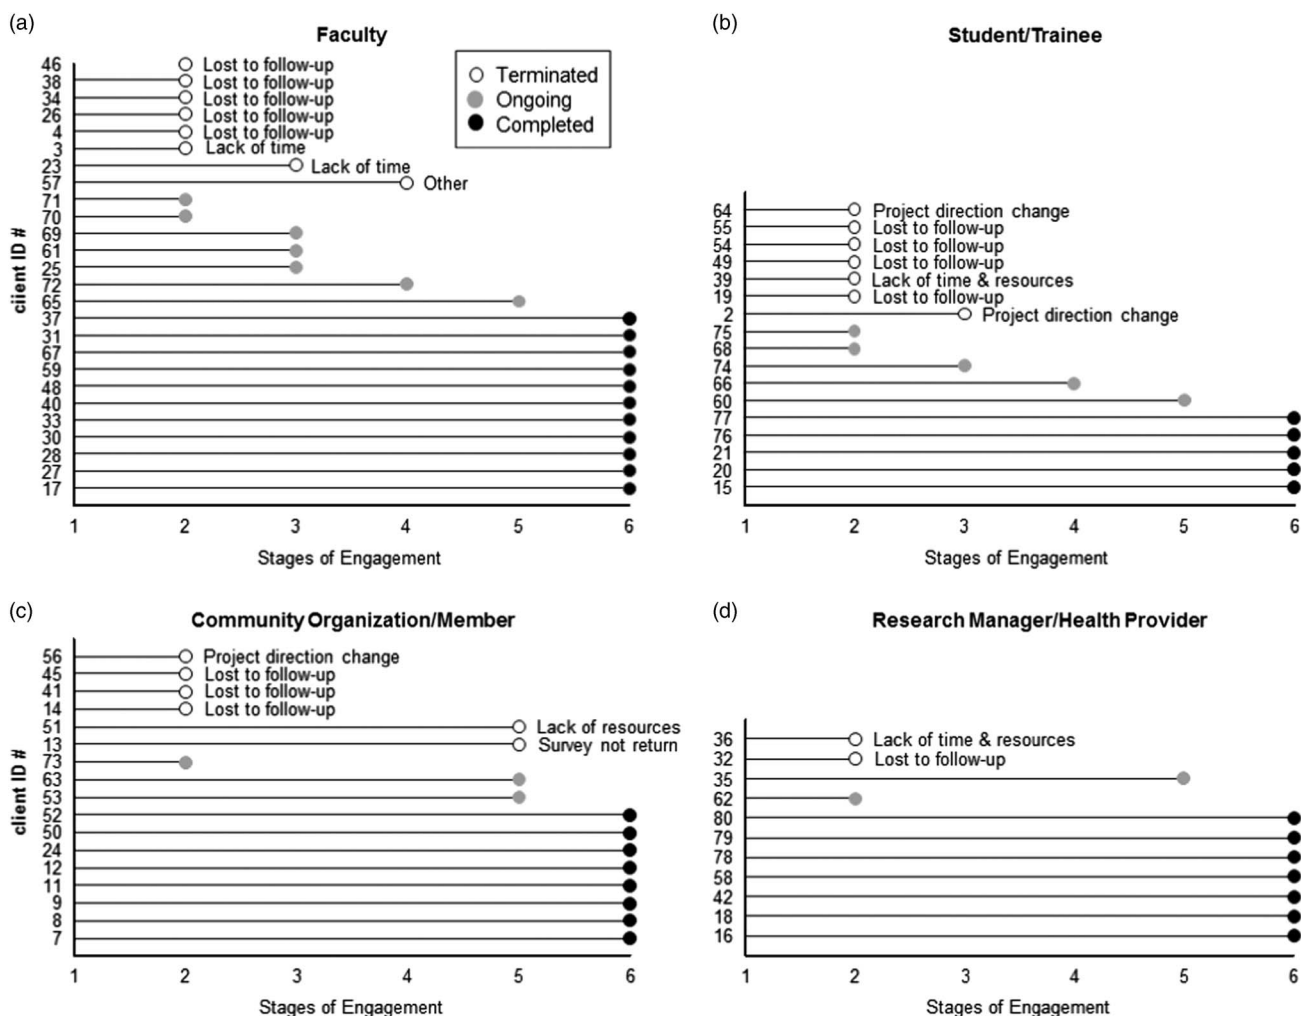 (a)
Faculty
46 Lost to follow-up
38 Lost to follow-up
34 Lost to follow-up
26 Lost to follow-up
4 Lost to follow-up
3 Lack of time
23 Lack of time
57 Other
71
70
69
61
25
72
65
37
31
67
59
48
40
33
30
28
27
17
client ID #
1 2 3 4 5 6
Stages of Engagement
Terminated
Ongoing
Completed
(b)
Student/Trainee
64 Project direction change
55 Lost to follow-up
54 Lost to follow-up
49 Lost to follow-up
39 Lack of time & resources
19 Lost to follow-up
2 Project direction change
75
68
74
66
60
77
76
21
20
15
1 2 3 4 5 6
Stages of Engagement
(c)
Community Organization/Member
56 Project direction change
45 Lost to follow-up
41 Lost to follow-up
14 Lost to follow-up
51 Lack of resources
13 Survey not return
73
63
53
52
50
24
12
11
9
8
7
client ID #
1 2 3 4 5 6
Stages of Engagement
(d)
Research Manager/Health Provider
36 Lack of time & resources
32 Lost to follow-up
35
62
80
79
78
58
42
18
16
1 2 3 4 5 6
Stages of Engagement